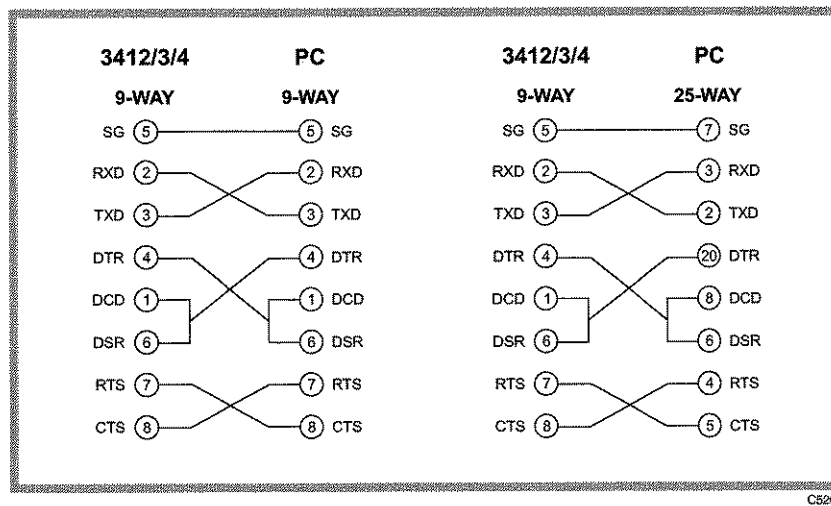 3412/3/4 PC 3412/3/4 PC
9-WAY 9-WAY 9-WAY 25-WAY
SG 5 5 SG SG 5 7 SG
RXD 2 2 RXD RXD 2 3 RXD
TXD 3 3 TXD TXD 3 2 TXD
DTR 4 4 DTR DTR 4 20 DTR
DCD 1 1 DCD DCD 1 8 DCD
DSR 6 6 DSR DSR 6 6 DSR
RTS 7 7 RTS RTS 7 4 RTS
CTS 8 8 CTS CTS 8 5 CTS